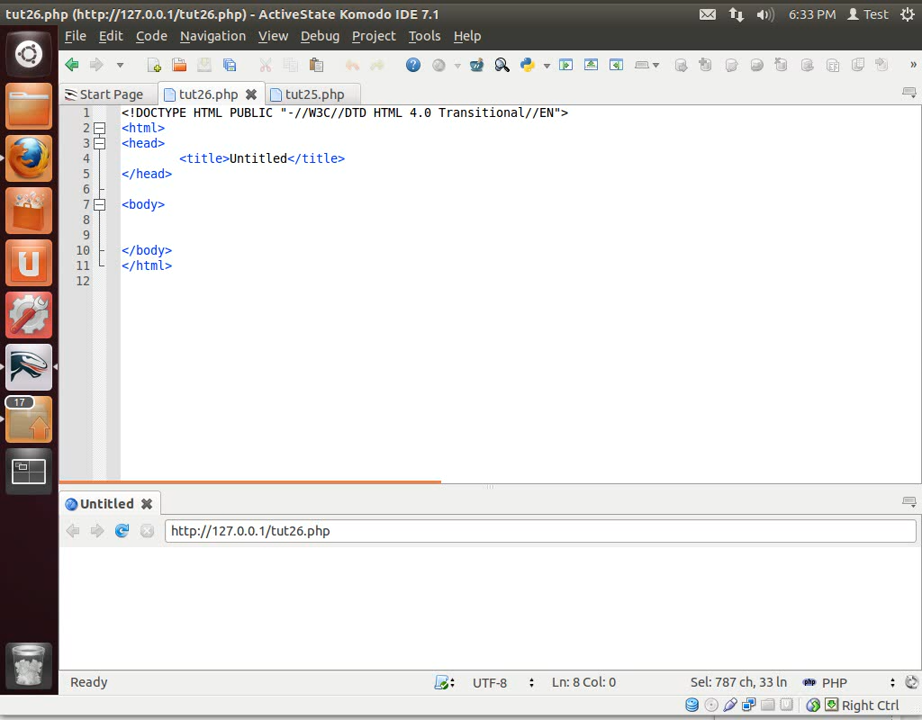 tut26.php (http://127.0.0.1/tut26.php) - ActiveState Komodo IDE 7.1
6:33 PM
Test
File Edit Code Navigation View Debug Project Tools Help
Start Page
tut26.php
tut25.php
1 <!DOCTYPE HTML PUBLIC "-//W3C//DTD HTML 4.0 Transitional//EN">
2 <html>
3 <head>
4 <title>Untitled</title>
5 </head>
6
7 <body>
8
9
10 </body>
11 </html>
12
17
Untitled
http://127.0.0.1/tut26.php
Ready
UTF-8
Ln: 8 Col: 0
Sel: 787 ch, 33 ln
php PHP
Right Ctrl